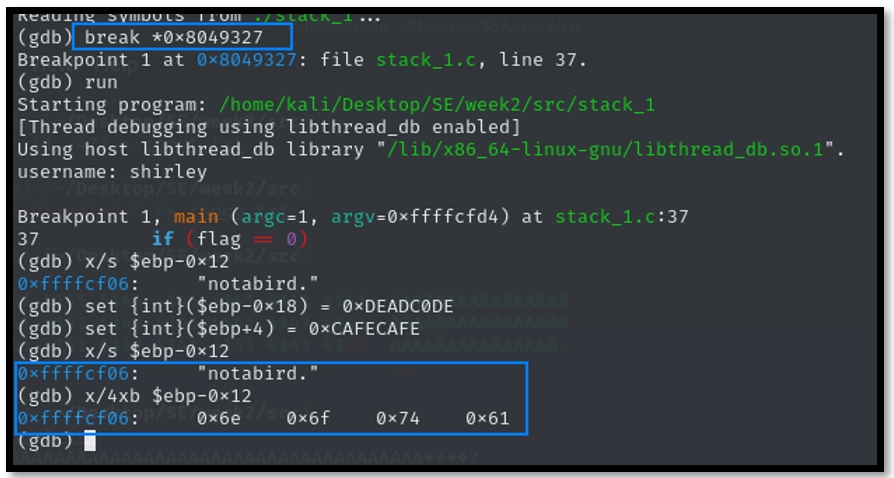 Reading symbols from ./stack_1...
(gdb) break *0×8049327
Breakpoint 1 at 0×8049327: file stack_1.c, line 37.
(gdb) run
Starting program: /home/kali/Desktop/SE/week2/src/stack_1
[Thread debugging using libthread_db enabled]
Using host libthread_db library "/lib/x86_64-linux-gnu/libthread_db.so.1".
username: shirley
~/Desktop/SE/week2/src
Breakpoint 1, main (argc=1, argv=0×ffffcfd4) at stack_1.c:37
37 if (flag == 0)
(gdb) x/s $ebp-0×12
0×ffffcf06: "notabird."
(gdb) set {int}($ebp-0×18) = 0×DEADC0DE
(gdb) set {int}($ebp+4) = 0×CAFECAFE
(gdb) x/s $ebp-0×12
0×ffffcf06: "notabird."
(gdb) x/4xb $ebp-0×12
0×ffffcf06: 0×6e 0×6f 0×74 0×61
(gdb)